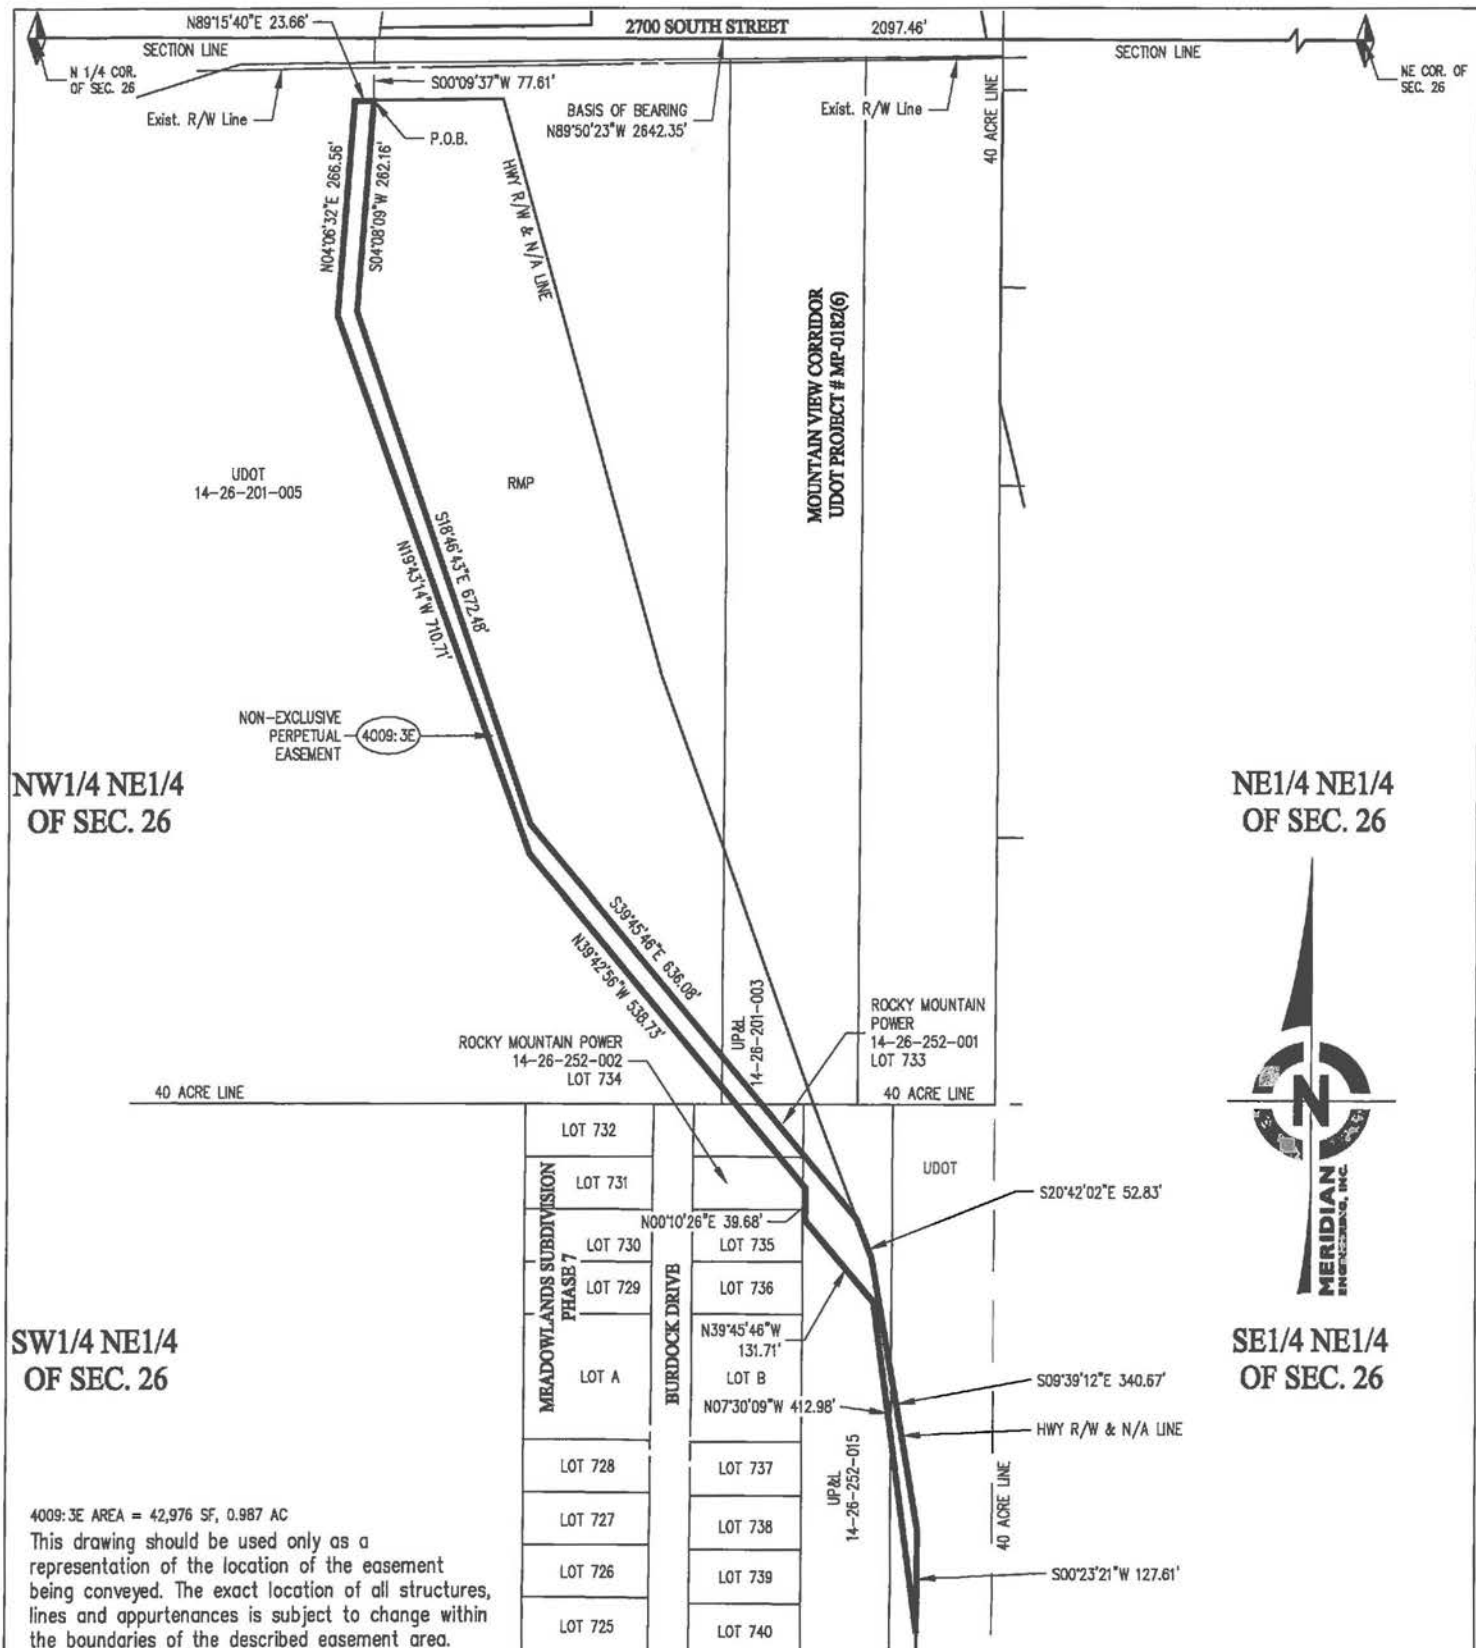 N89°15'40"E 23.66'
2700 SOUTH STREET
2097.46'
SECTION LINE
SECTION LINE
N 1/4 COR.
OF SEC. 26
NE COR. OF
SEC. 26
S00°09'37"W 77.61'
Exist. R/W Line
BASIS OF BEARING
N89°50'23"W 2642.35'
Exist. R/W Line
P.O.B.
40 ACRE LINE
N04°06'32"E 266.56'
S04°08'09"W 262.16'
HWY R/W & N/A LINE
MOUNTAIN VIEW CORRIDOR
UDOT PROJECT # MP-0182(6)
UDOT
14-26-201-005
RMP
S18°46'43"E 672.48'
N19°43'14"W 710.71'
NON-EXCLUSIVE
PERPETUAL
EASEMENT
4009:3E
NW1/4 NE1/4
OF SEC. 26
NE1/4 NE1/4
OF SEC. 26
S39°45'46"E 636.08'
N39°42'56"W 538.73'
UP&L
14-26-201-003
ROCKY MOUNTAIN
POWER
14-26-252-001
LOT 733
ROCKY MOUNTAIN POWER
14-26-252-002
LOT 734
40 ACRE LINE
40 ACRE LINE
N
MERIDIAN
ENGINEERING, INC.
LOT 732
LOT 731
UDOT
S20°42'02"E 52.83'
N00°10'26"E 39.68'
MEADOWLANDS SUBDIVISION
PHASE 7
LOT 730
LOT 735
LOT 729
LOT 736
BURDOCK DRIVE
N39°45'46"W
131.71'
SW1/4 NE1/4
OF SEC. 26
SE1/4 NE1/4
OF SEC. 26
LOT A
LOT B
S09°39'12"E 340.67'
N07°30'09"W 412.98'
HWY R/W & N/A LINE
LOT 728
LOT 737
UP&L
14-26-252-015
40 ACRE LINE
LOT 727
LOT 738
LOT 726
LOT 739
S00°23'21"W 127.61'
LOT 725
LOT 740
4009:3E AREA = 42,976 SF, 0.987 AC
This drawing should be used only as a
representation of the location of the easement
being conveyed. The exact location of all structures,
lines and appurtenances is subject to change within
the boundaries of the described easement area.